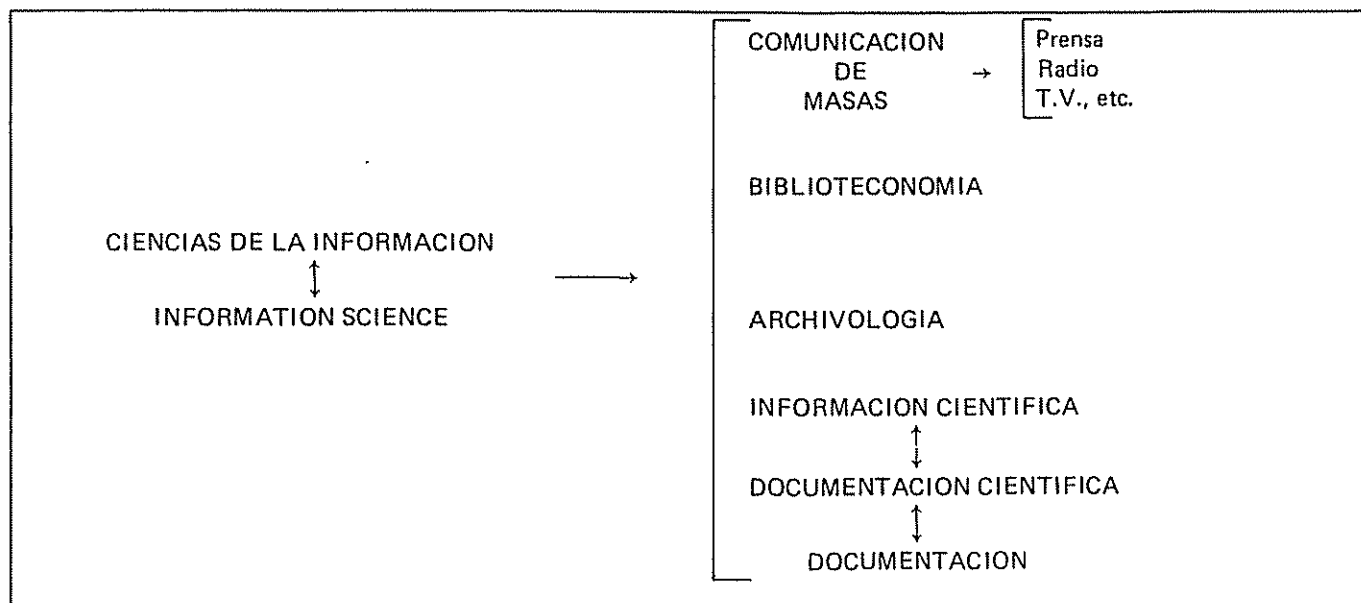 CIENCIAS DE LA INFORMACION
↕
INFORMATION SCIENCE
→
COMUNICACION
DE
MASAS
→
Prensa
Radio
T.V., etc.
BIBLIOTECONOMIA
ARCHIVOLOGIA
INFORMACION CIENTIFICA
↕
DOCUMENTACION CIENTIFICA
↕
DOCUMENTACION